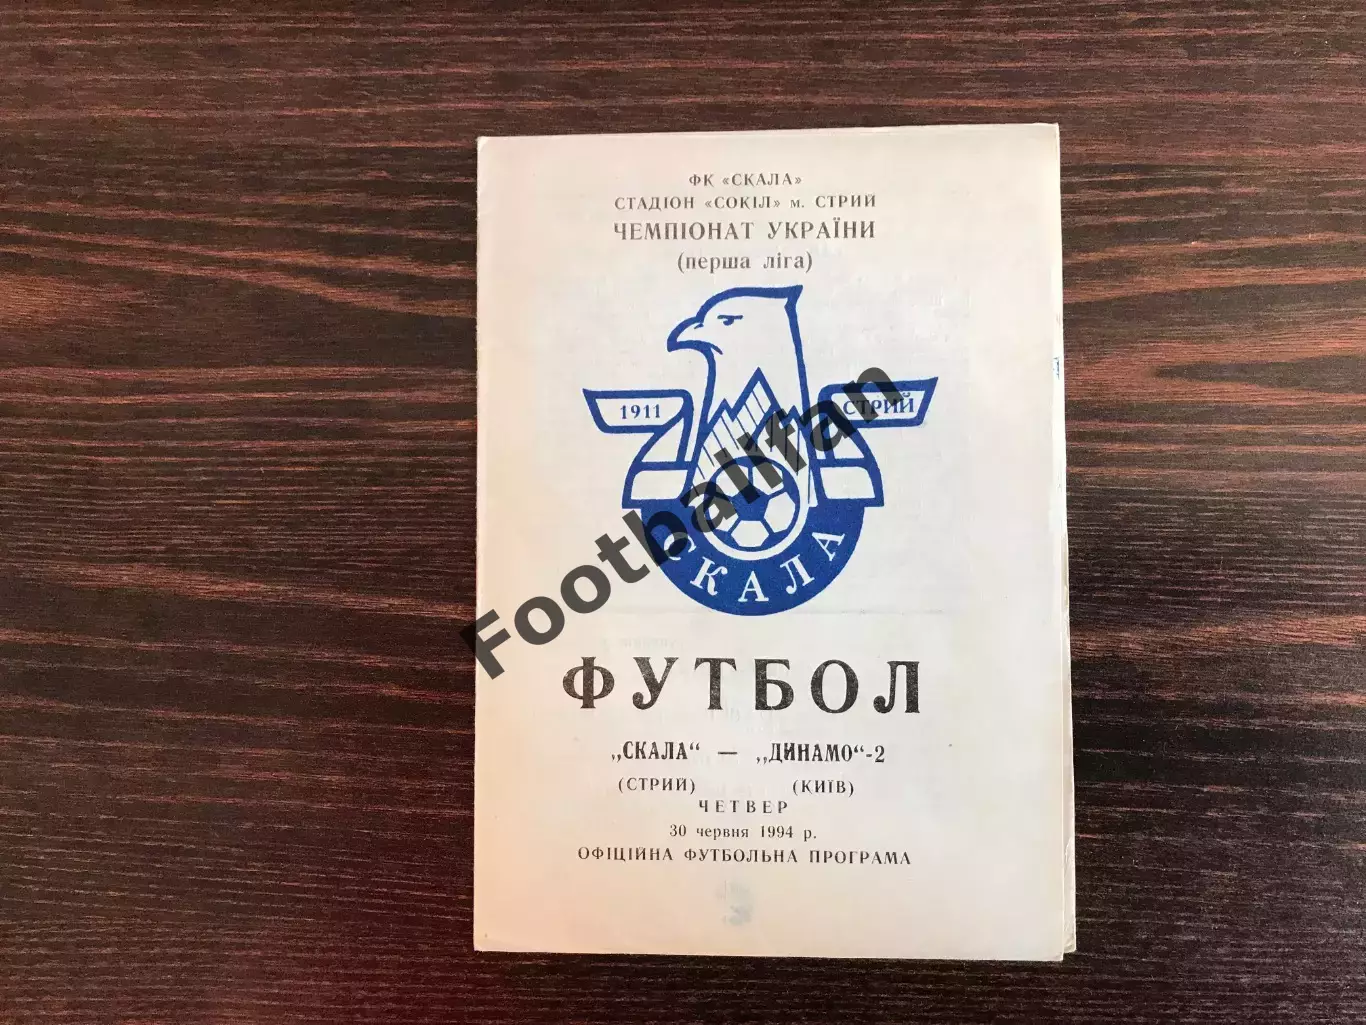 ФК «СКАЛА»
СТАДІОН «СОКІЛ» м. СТРИЙ
ЧЕМПІОНАТ УКРАЇНИ
(перша ліга)
1911 СТРИЙ
СКАЛА
Footballfan
ФУТБОЛ
„СКАЛА“ — „ДИНАМО“-2
(СТРИЙ) (КИЇВ)
ЧЕТВЕР
30 червня 1994 р.
ОФІЦІЙНА ФУТБОЛЬНА ПРОГРАМА